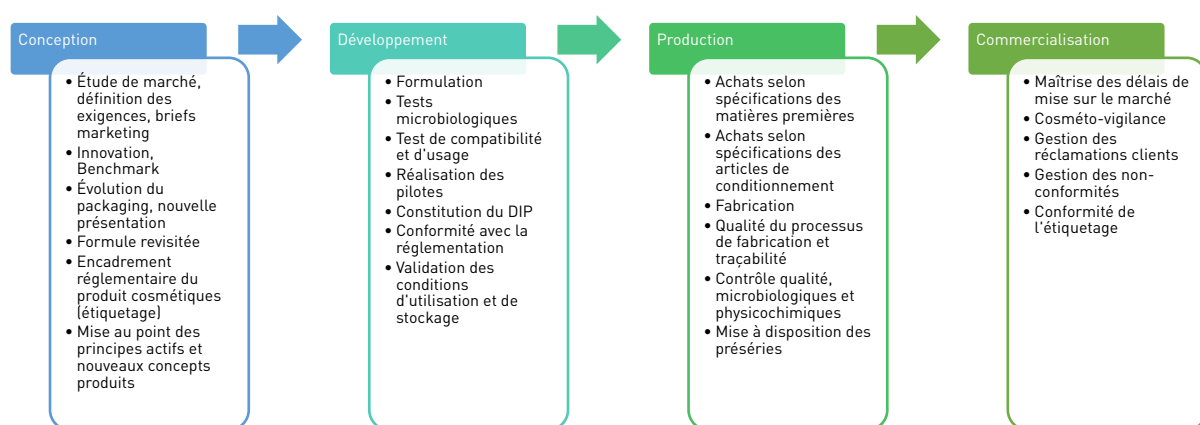 Conception
• Étude de marché,
définition des
exigences, briefs
marketing
• Innovation,
Benchmark
• Évolution du
packaging, nouvelle
présentation
• Formule revisitée
• Encadrement
réglementaire du
produit cosmétiques
(étiquetage)
• Mise au point des
principes actifs et
nouveaux concepts
produits
Développement
• Formulation
• Tests
microbiologiques
• Test de compatibilité
et d'usage
• Réalisation des
pilotes
• Constitution du DIP
• Conformité avec la
réglementation
• Validation des
conditions
d'utilisation et de
stockage
Production
• Achats selon
spécifications des
matières premières
• Achats selon
spécifications des
articles de
conditionnement
• Fabrication
• Qualité du processus
de fabrication et
traçabilité
• Contrôle qualité,
microbiologiques et
physicochimiques
• Mise à disposition des
préséries
Commercialisation
• Maîtrise des délais de
mise sur le marché
• Cosméto-vigilance
• Gestion des
réclamations clients
• Gestion des non-
conformités
• Conformité de
l'étiquetage